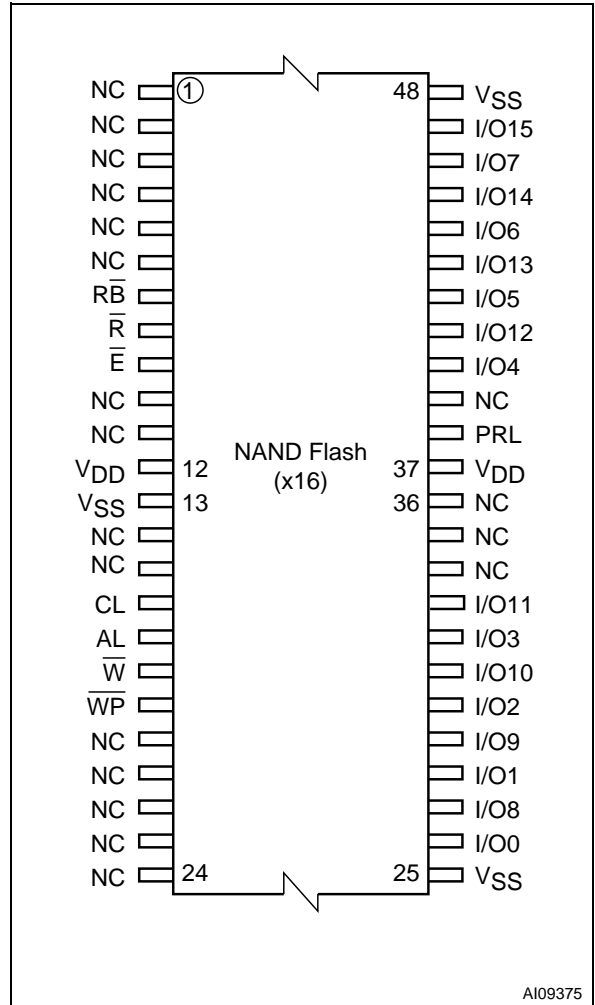 NC 1 48 VSS
NC I/O15
NC I/O7
NC I/O14
NC I/O6
NC I/O13
RB̅ I/O5
R̅ I/O12
E̅ I/O4
NC NC
NC PRL
VDD 12 NAND Flash 37 VDD
VSS 13 (x16) 36 NC
NC NC
NC NC
CL I/O11
AL I/O3
W̅ I/O10
W̅P̅ I/O2
NC I/O9
NC I/O1
NC I/O8
NC I/O0
NC 24 25 VSS
AI09375